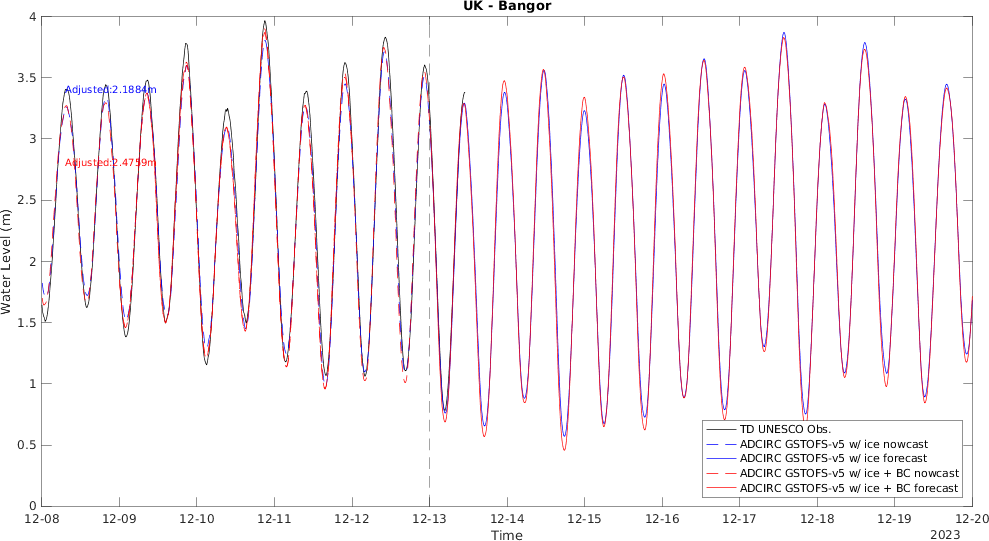 UK - Bangor
4
3.5
3
2.5
2
1.5
1
0.5
0
Water Level (m)
Adjusted:2.1884m
Adjusted:2.4759m
TD UNESCO Obs.
ADCIRC GSTOFS-v5 w/ ice nowcast
ADCIRC GSTOFS-v5 w/ ice forecast
ADCIRC GSTOFS-v5 w/ ice + BC nowcast
ADCIRC GSTOFS-v5 w/ ice + BC forecast
12-08 12-09 12-10 12-11 12-12 12-13 12-14 12-15 12-16 12-17 12-18 12-19 12-20
Time
2023